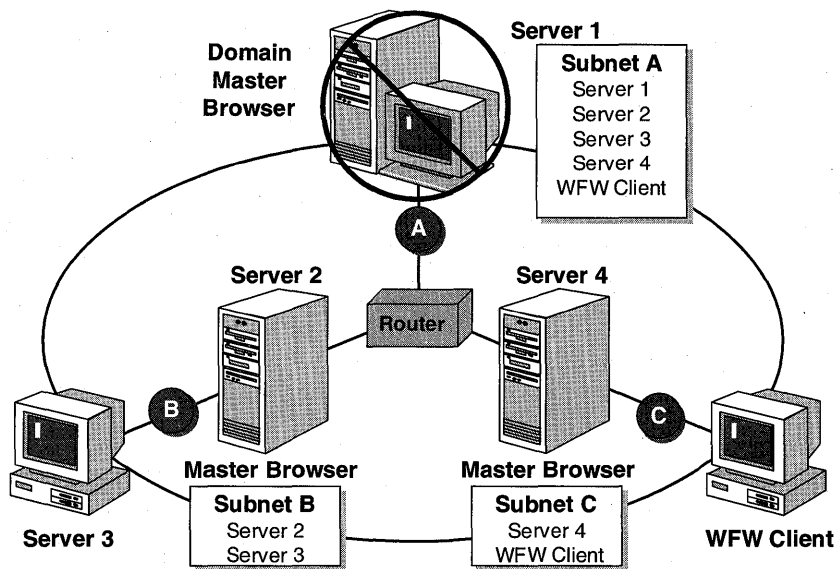 Server 1
Domain
Master
Browser
Subnet A
Server 1
Server 2
Server 3
Server 4
WFW Client
A
Server 2
Server 4
Router
B
C
Master Browser
Master Browser
Subnet B
Server 2
Server 3
Subnet C
Server 4
WFW Client
Server 3
WFW Client